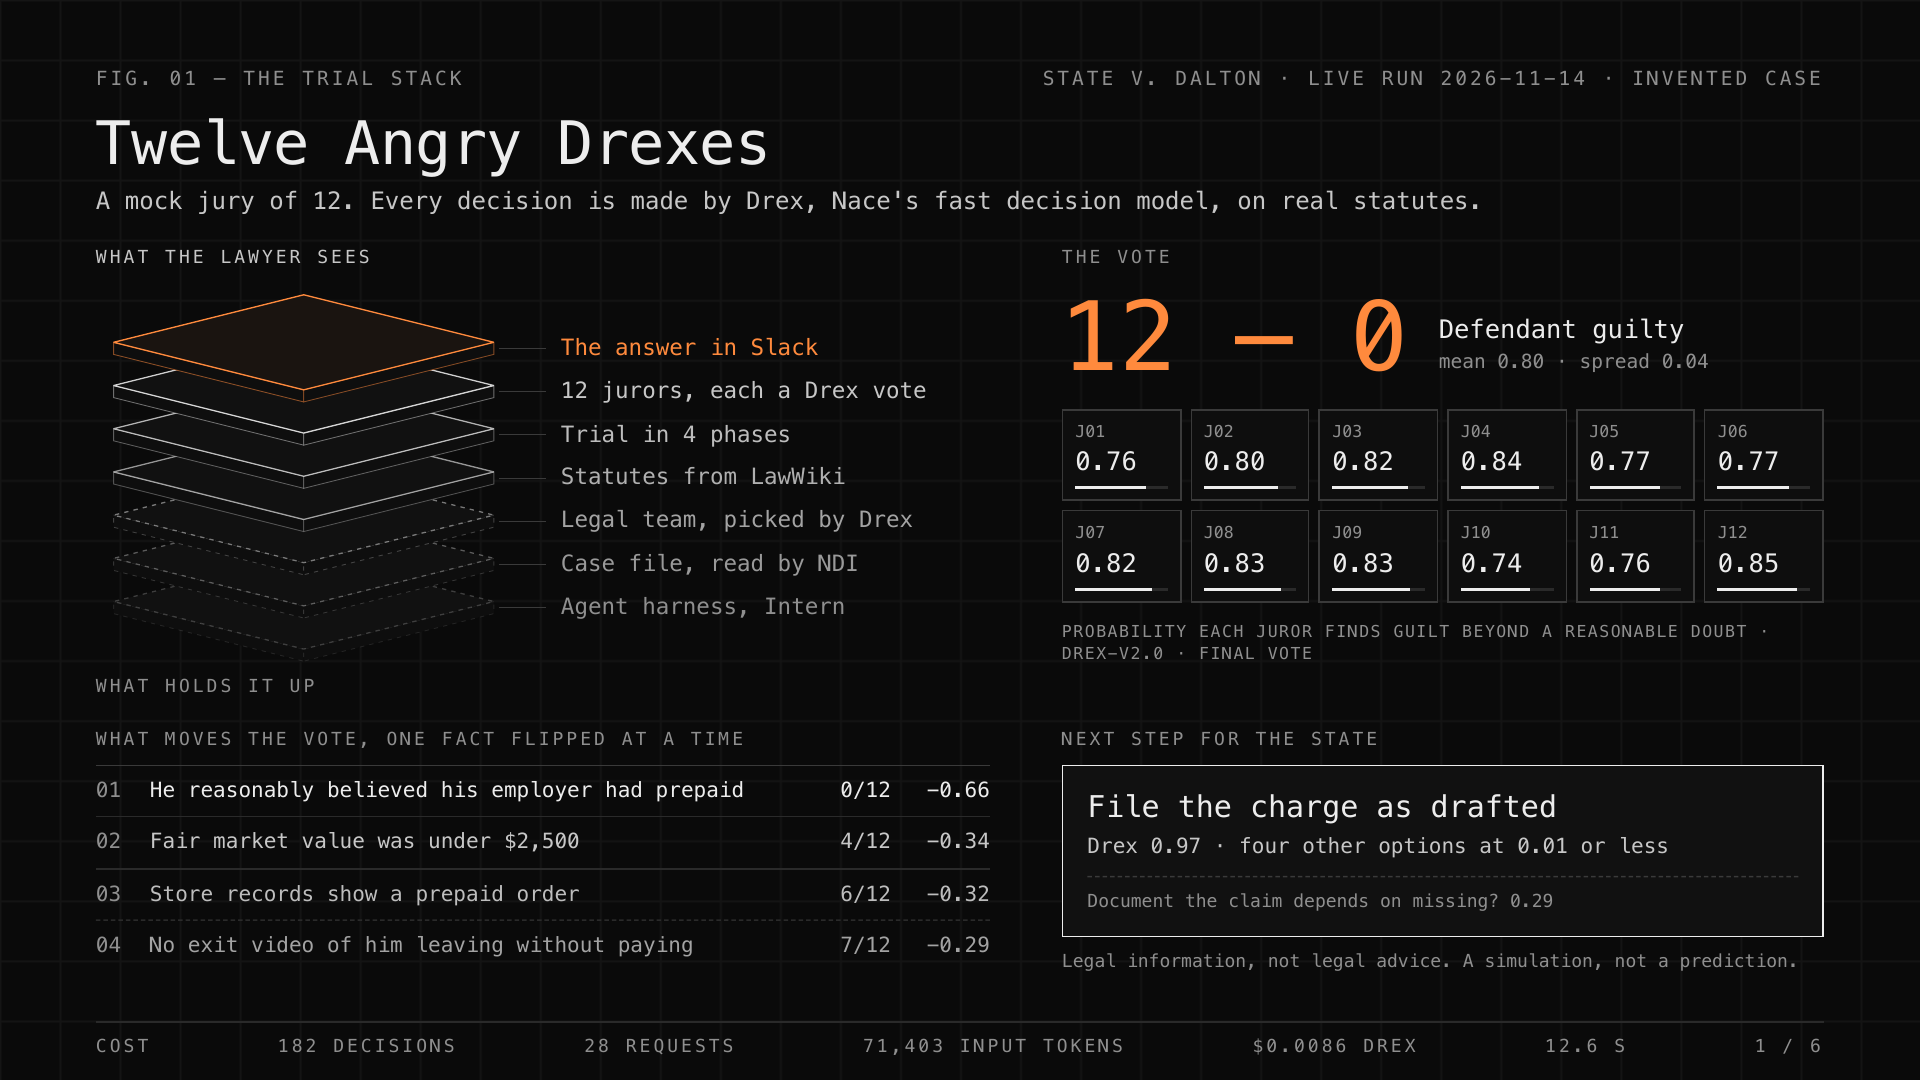 FIG. 01 — THE TRIAL STACK
STATE V. DALTON · LIVE RUN 2026-11-14 · INVENTED CASE
Twelve Angry Drexes
A mock jury of 12. Every decision is made by Drex, Nace's fast decision model, on real statutes.
WHAT THE LAWYER SEES
The answer in Slack
12 jurors, each a Drex vote
Trial in 4 phases
Statutes from LawWiki
Legal team, picked by Drex
Case file, read by NDI
Agent harness, Intern
WHAT HOLDS IT UP
THE VOTE
12 — 0
Defendant guilty
mean 0.80 · spread 0.04
J01 J02 J03 J04 J05 J06
0.76 0.80 0.82 0.84 0.77 0.77
J07 J08 J09 J10 J11 J12
0.82 0.83 0.83 0.74 0.76 0.85
PROBABILITY EACH JUROR FINDS GUILT BEYOND A REASONABLE DOUBT ·
DREX-V2.0 · FINAL VOTE
WHAT MOVES THE VOTE, ONE FACT FLIPPED AT A TIME
01 He reasonably believed his employer had prepaid 0/12 −0.66
02 Fair market value was under $2,500 4/12 −0.34
03 Store records show a prepaid order 6/12 −0.32
04 No exit video of him leaving without paying 7/12 −0.29
NEXT STEP FOR THE STATE
File the charge as drafted
Drex 0.97 · four other options at 0.01 or less
Document the claim depends on missing? 0.29
Legal information, not legal advice. A simulation, not a prediction.
COST 182 DECISIONS 28 REQUESTS 71,403 INPUT TOKENS $0.0086 DREX 12.6 S 1 / 6